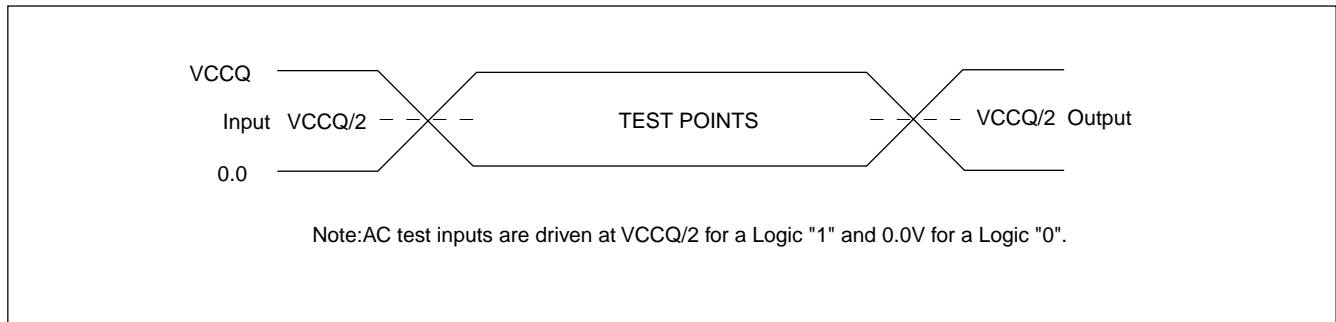 VCCQ
Input VCCQ/2 TEST POINTS VCCQ/2 Output
0.0
Note:AC test inputs are driven at VCCQ/2 for a Logic "1" and 0.0V for a Logic "0".